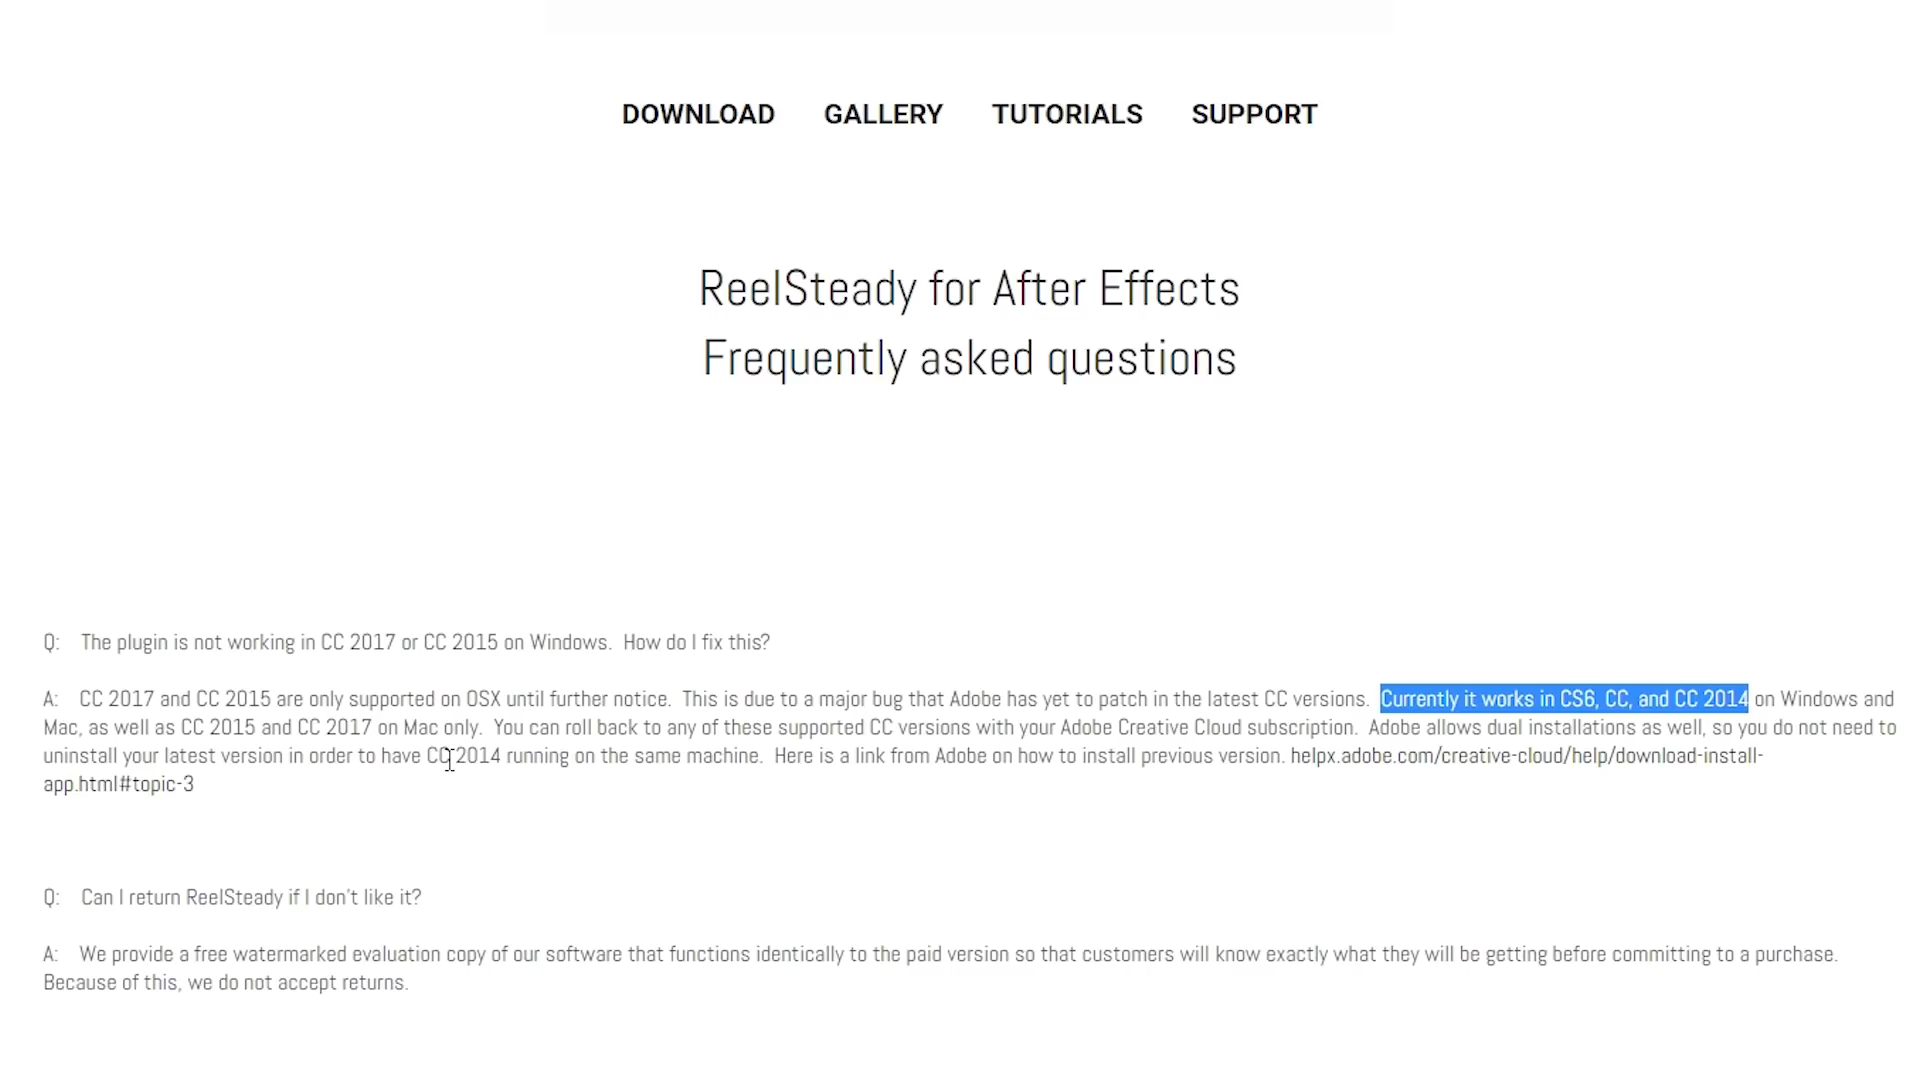 DOWNLOAD GALLERY TUTORIALS SUPPORT
ReelSteady for After Effects
Frequently asked questions
Q: The plugin is not working in CC 2017 or CC 2015 on Windows. How do I fix this?
A: CC 2017 and CC 2015 are only supported on OSX until further notice. This is due to a major bug that Adobe has yet to patch in the latest CC versions. Currently it works in CS6, CC, and CC 2014 on Windows and
Mac, as well as CC 2015 and CC 2017 on Mac only. You can roll back to any of these supported CC versions with your Adobe Creative Cloud subscription. Adobe allows dual installations as well, so you do not need to
uninstall your latest version in order to have CC 2014 running on the same machine. Here is a link from Adobe on how to install previous version. helpx.adobe.com/creative-cloud/help/download-install-
app.html#topic-3
Q: Can I return ReelSteady if I don't like it?
A: We provide a free watermarked evaluation copy of our software that functions identically to the paid version so that customers will know exactly what they will be getting before committing to a purchase.
Because of this, we do not accept returns.